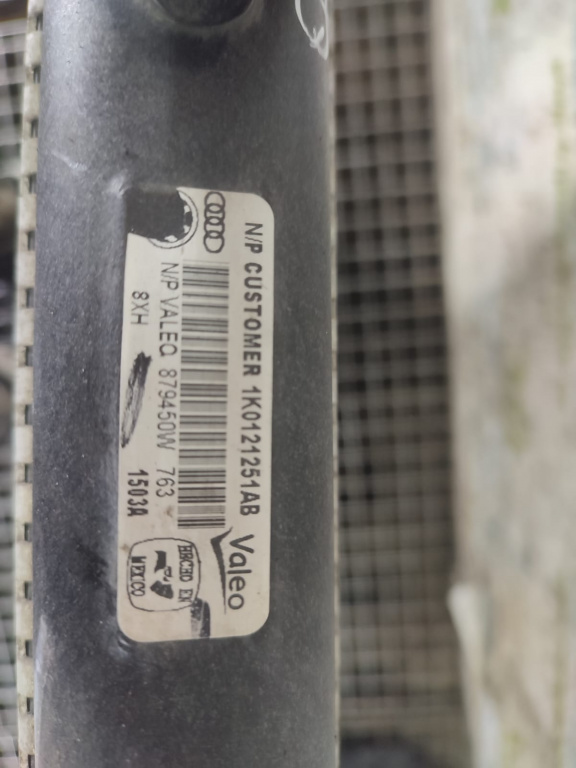 N/P CUSTOMER 1K0121251AB
N/P VALEO 879450W 763
8XH
1503A
Valeo
HECHO EN
MEXICO